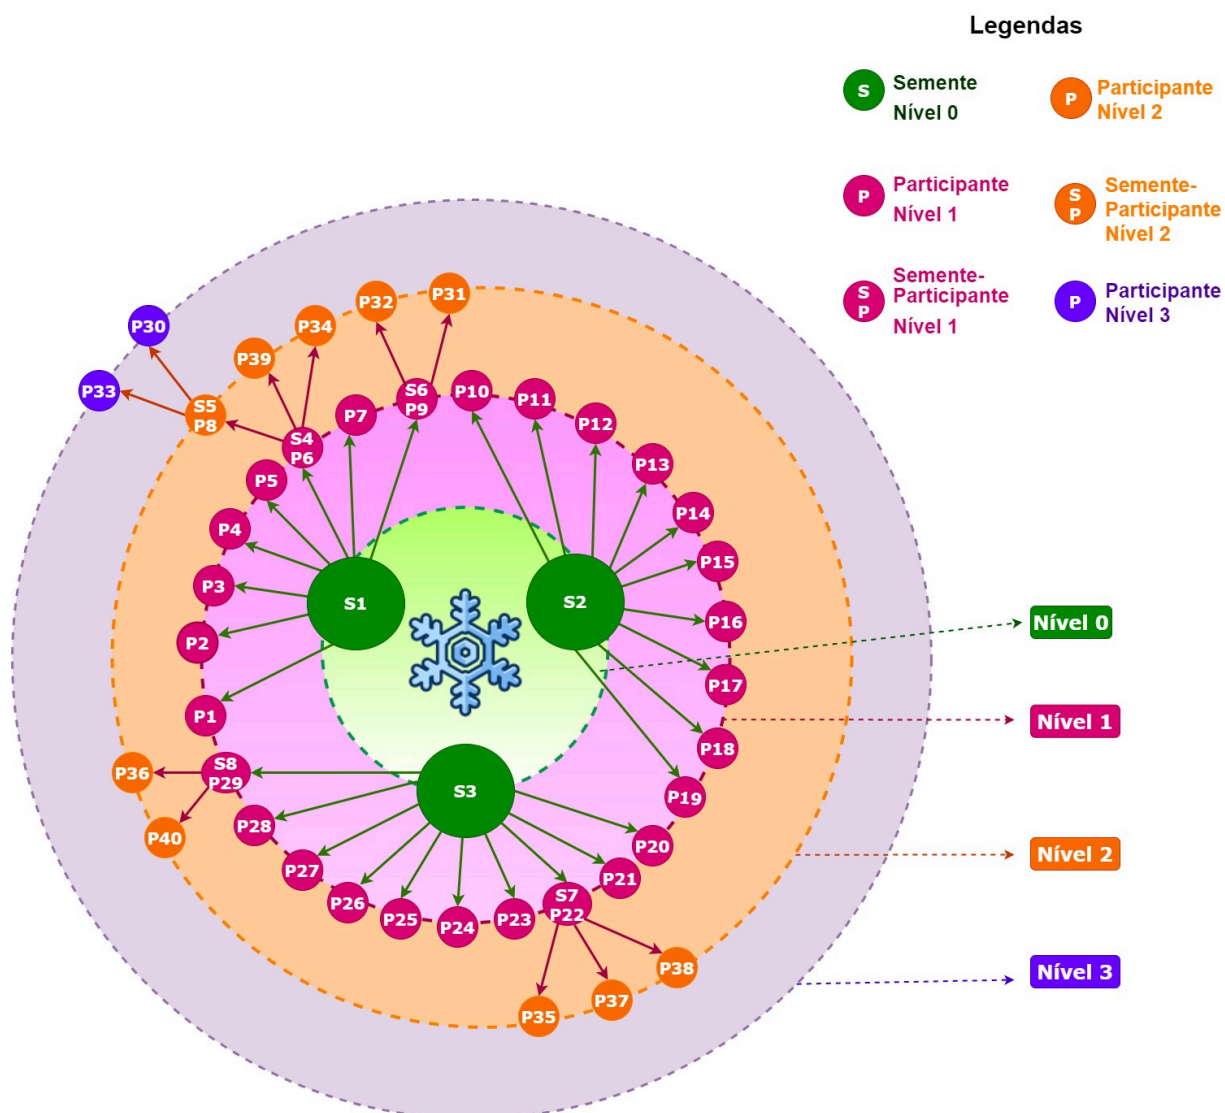 Legendas
S
Semente
Nível 0
P
Participante
Nível 2
P
Participante
Nível 1
S
P
Semente-
Participante
Nível 2
S
P
Semente-
Participante
Nível 1
P
Participante
Nível 3
P31
P32
P30
P34
P39
P33
S5
P8
S6
P9
P10
P11
P7
P12
S4
P6
P13
P5
P14
P4
P15
P3
S1
S2
P16
Nível 0
P2
P17
P1
Nível 1
P18
S8
P29
P36
S3
P19
P28
P40
P20
Nível 2
P27
P21
P26
S7
P22
P25
P23
P24
P38
Nível 3
P37
P35